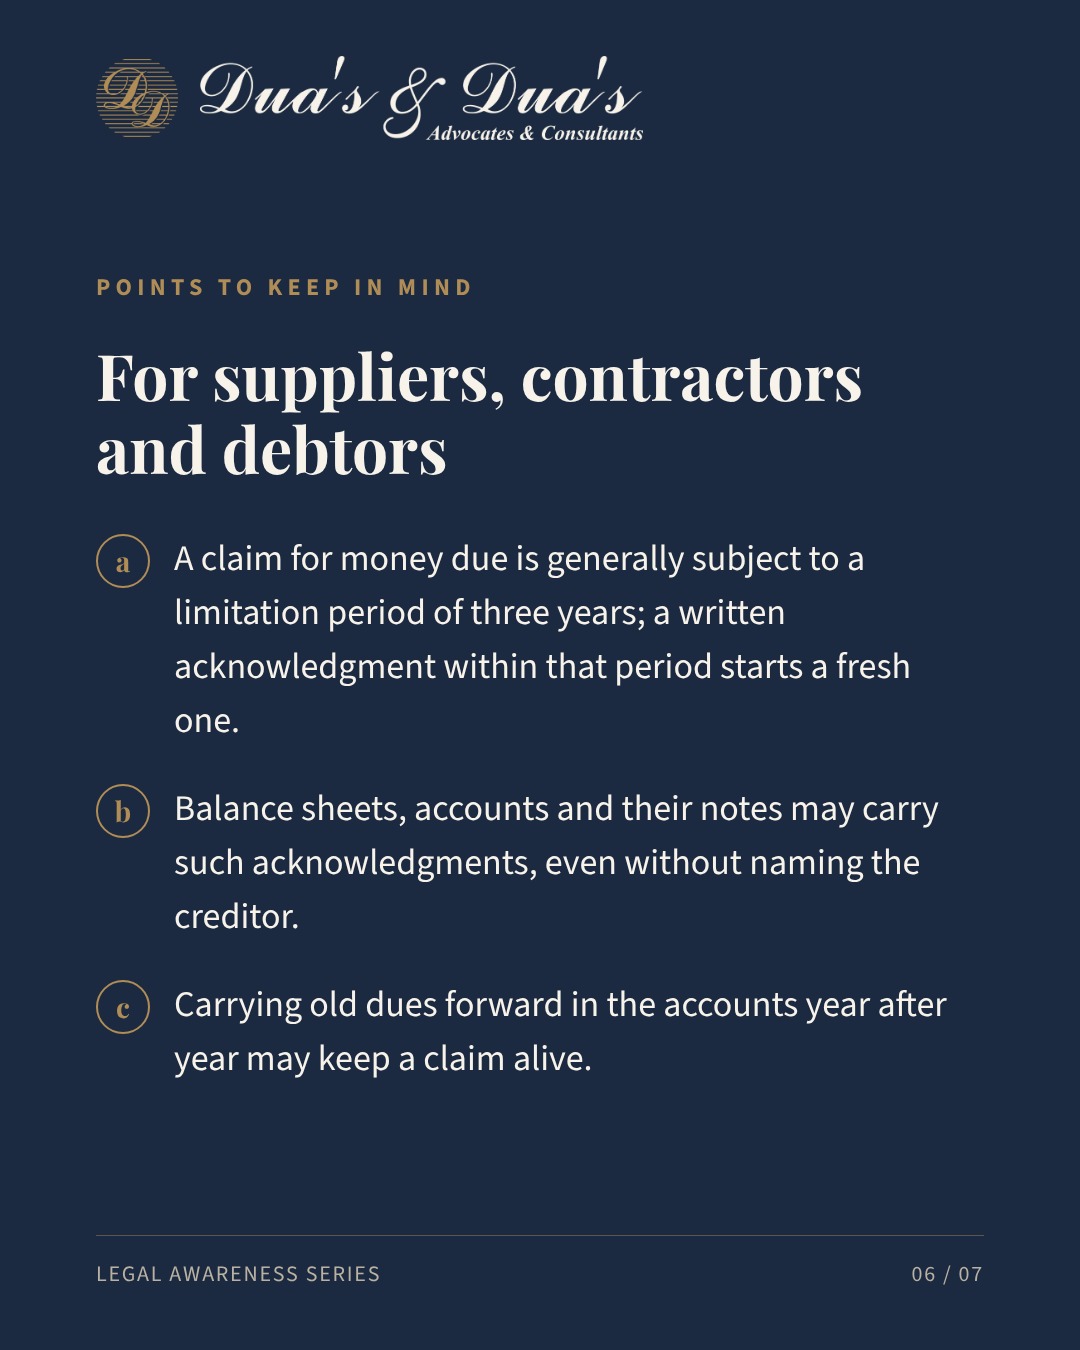 DD
Dua's & Dua's
Advocates & Consultants
POINTS TO KEEP IN MIND
For suppliers, contractors
and debtors
a
A claim for money due is generally subject to a
limitation period of three years; a written
acknowledgment within that period starts a fresh
one.
b
Balance sheets, accounts and their notes may carry
such acknowledgments, even without naming the
creditor.
c
Carrying old dues forward in the accounts year after
year may keep a claim alive.
LEGAL AWARENESS SERIES
06 / 07